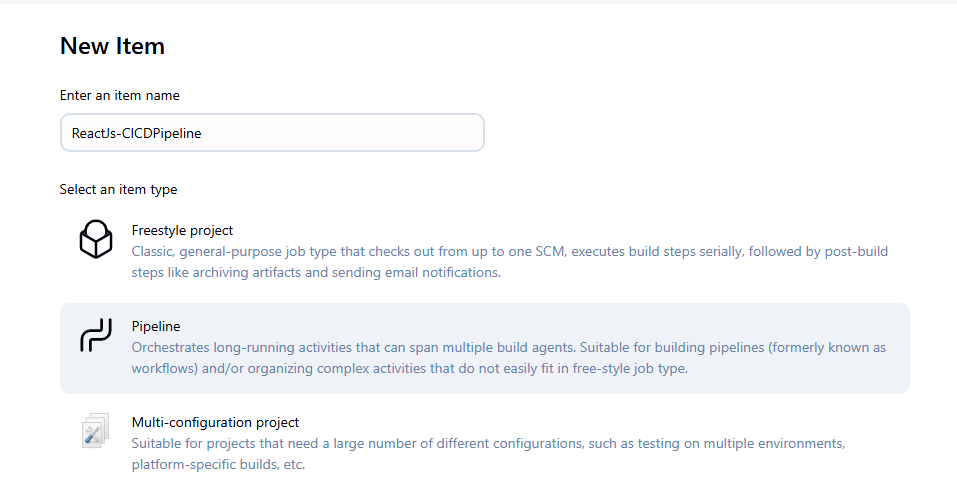 New Item
Enter an item name
ReactJs-CICDPipeline
Select an item type
Freestyle project
Classic, general-purpose job type that checks out from up to one SCM, executes build steps serially, followed by post-build
steps like archiving artifacts and sending email notifications.
Pipeline
Orchestrates long-running activities that can span multiple build agents. Suitable for building pipelines (formerly known as
workflows) and/or organizing complex activities that do not easily fit in free-style job type.
Multi-configuration project
Suitable for projects that need a large number of different configurations, such as testing on multiple environments,
platform-specific builds, etc.